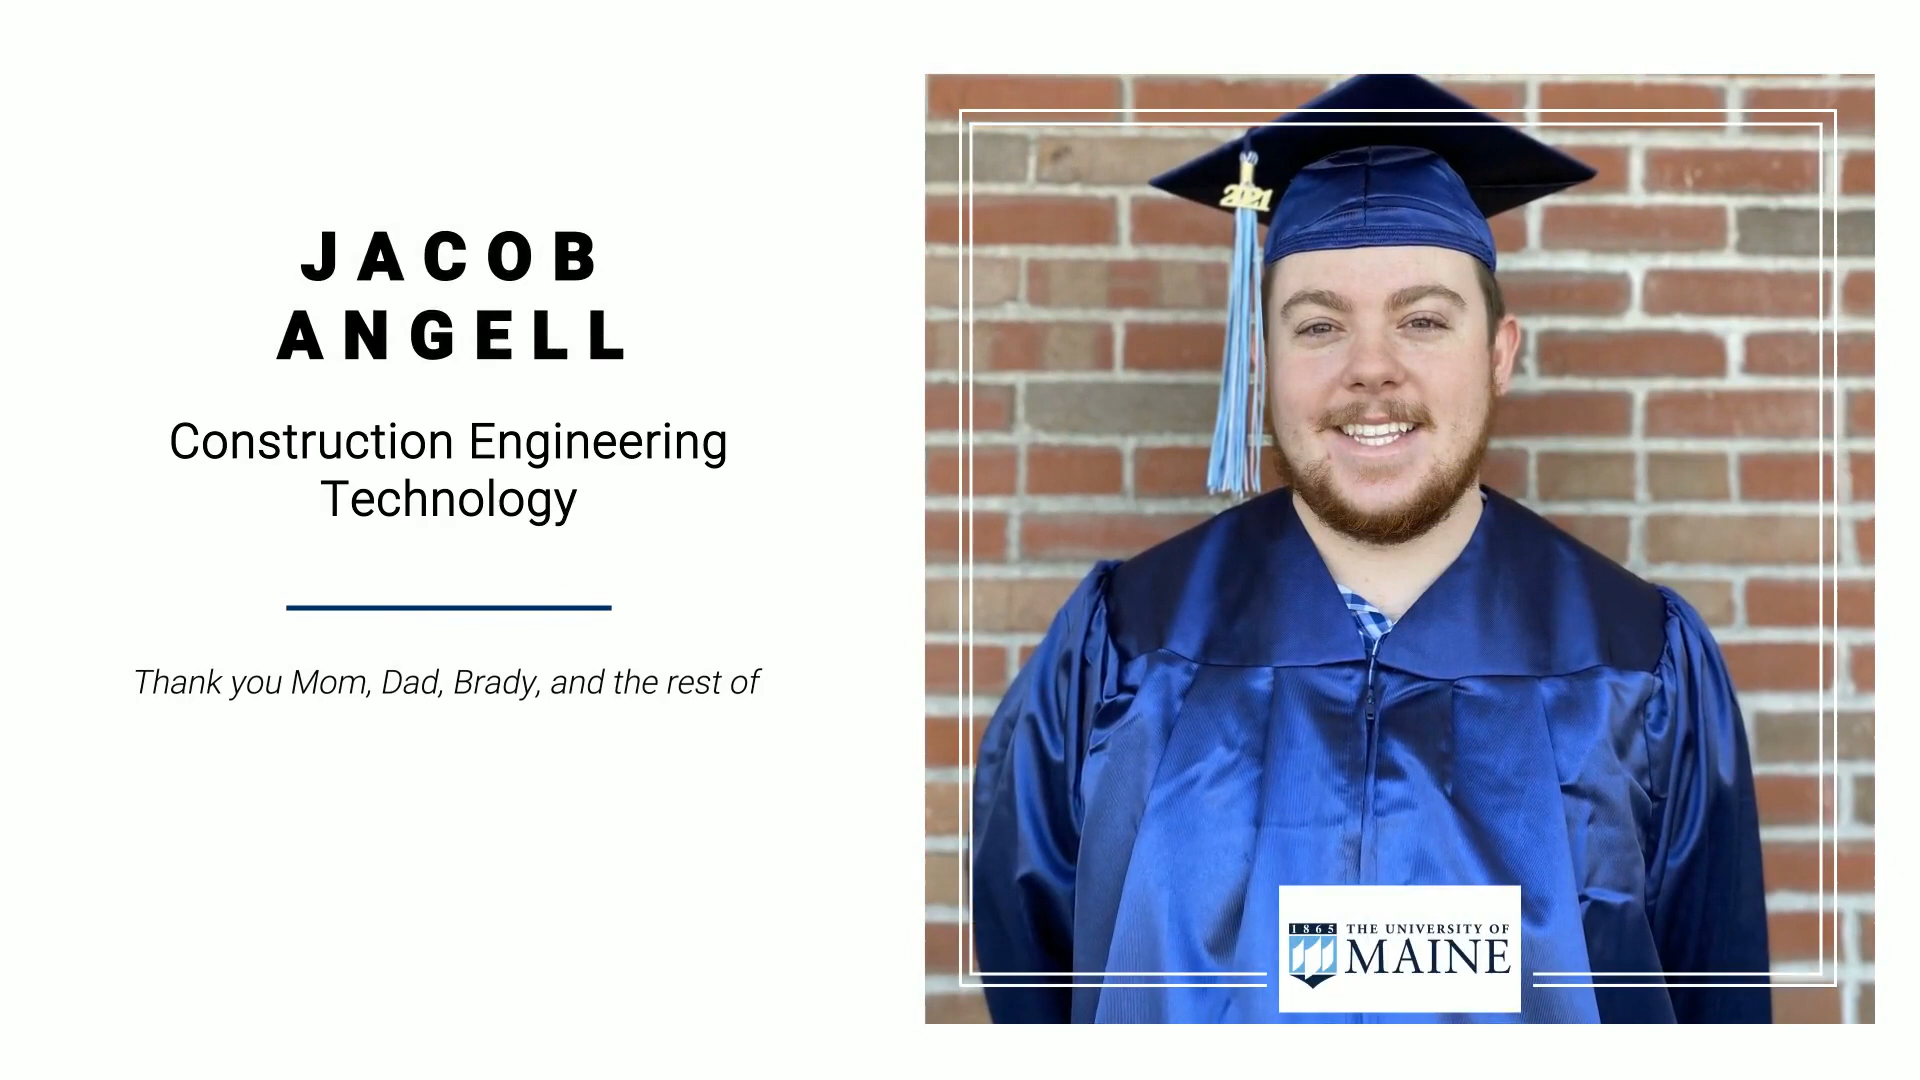 JACOB
ANGELL
Construction Engineering
Technology
Thank you Mom, Dad, Brady, and the rest of
2021
1865
THE UNIVERSITY OF
MAINE